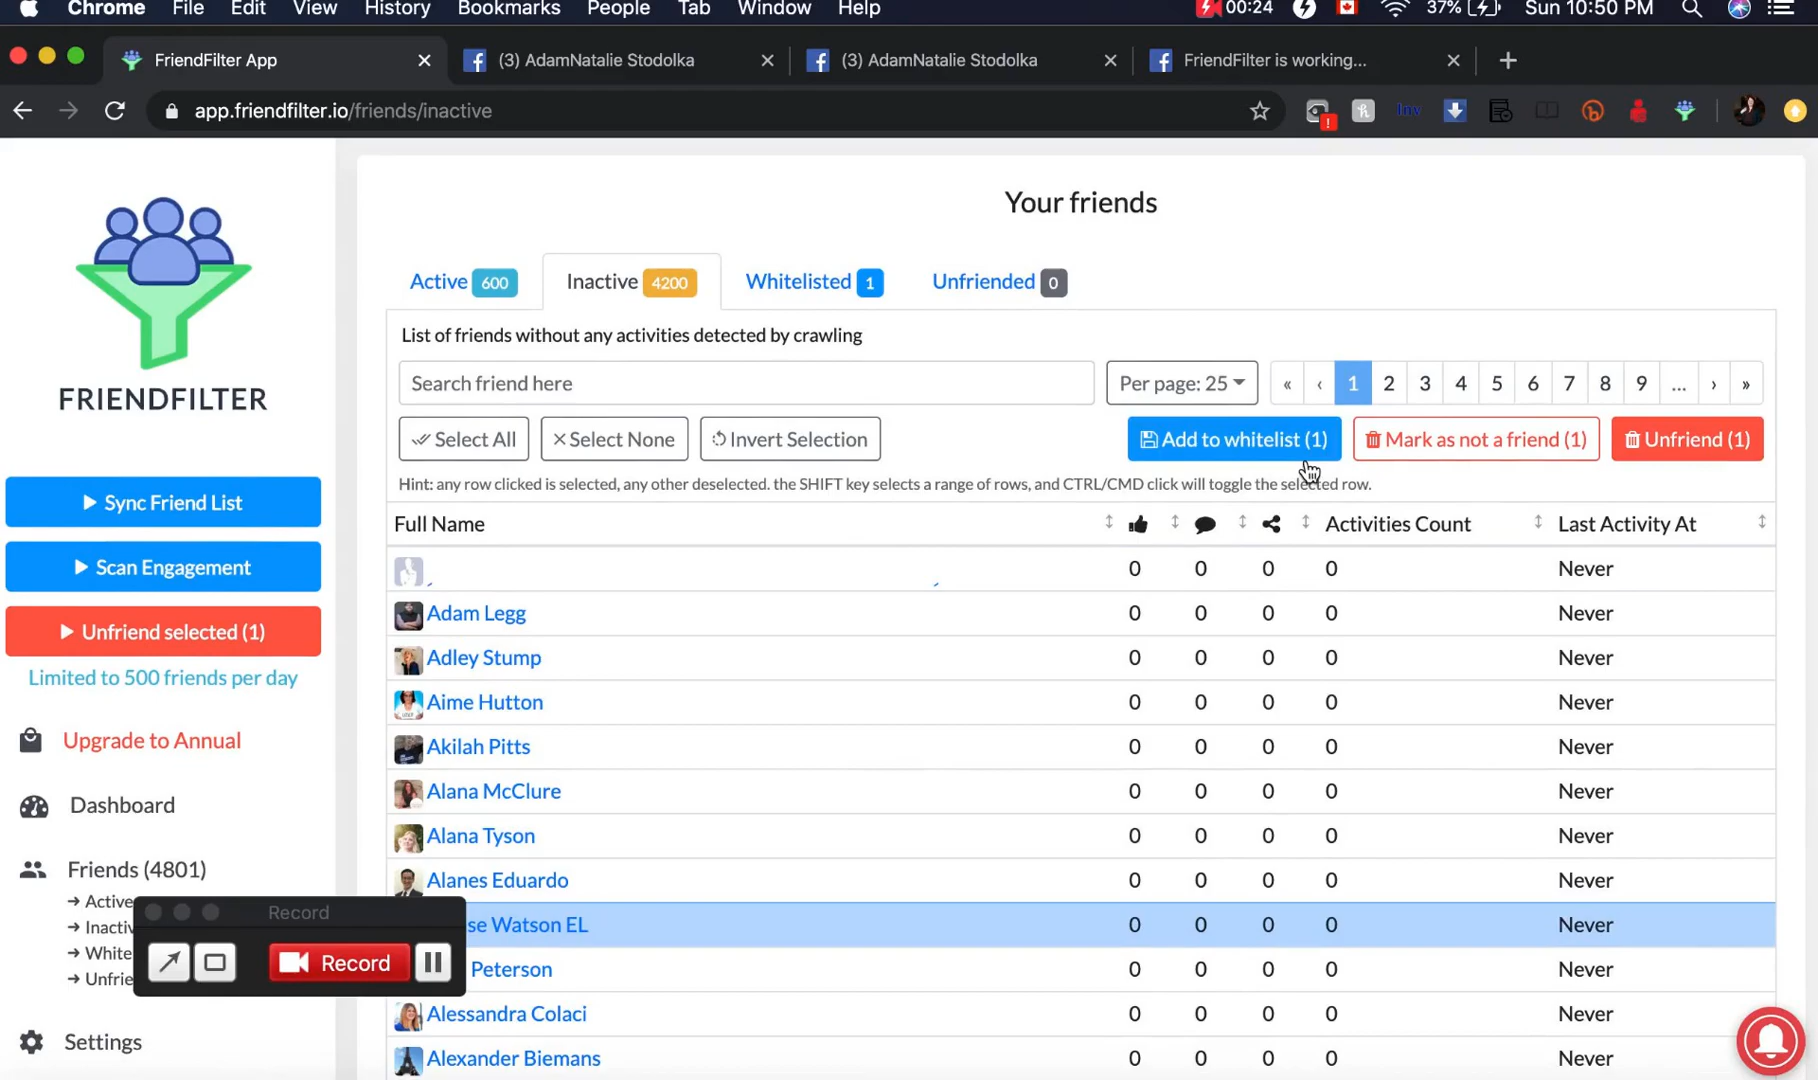 Chrome File Edit View History Bookmarks People Tab Window Help 00:24 37% Sun 10:50 PM
FriendFilter App (3) AdamNatalie Stodolka (3) AdamNatalie Stodolka FriendFilter is working...
app.friendfilter.io/friends/inactive
FRIENDFILTER
Sync Friend List
Scan Engagement
Unfriend selected (1)
Limited to 500 friends per day
Upgrade to Annual
Dashboard
Friends (4801)
→ Active
→ Inactiv
→ White
→ Unfrie
Settings
Record
Record
Your friends
Active 600 Inactive 4200 Whitelisted 1 Unfriended 0
List of friends without any activities detected by crawling
Search friend here Per page: 25 « ‹ 1 2 3 4 5 6 7 8 9 ... › »
Select All Select None Invert Selection Add to whitelist (1) Mark as not a friend (1) Unfriend (1)
Hint: any row clicked is selected, any other deselected. the SHIFT key selects a range of rows, and CTRL/CMD click will toggle the selected row.
Full Name Activities Count Last Activity At
0 0 0 0 Never
Adam Legg 0 0 0 0 Never
Adley Stump 0 0 0 0 Never
Aime Hutton 0 0 0 0 Never
Akilah Pitts 0 0 0 0 Never
Alana McClure 0 0 0 0 Never
Alana Tyson 0 0 0 0 Never
Alanes Eduardo 0 0 0 0 Never
se Watson EL 0 0 0 0 Never
Peterson 0 0 0 0 Never
Alessandra Colaci 0 0 0 0 Never
Alexander Biemans 0 0 0 0 Never